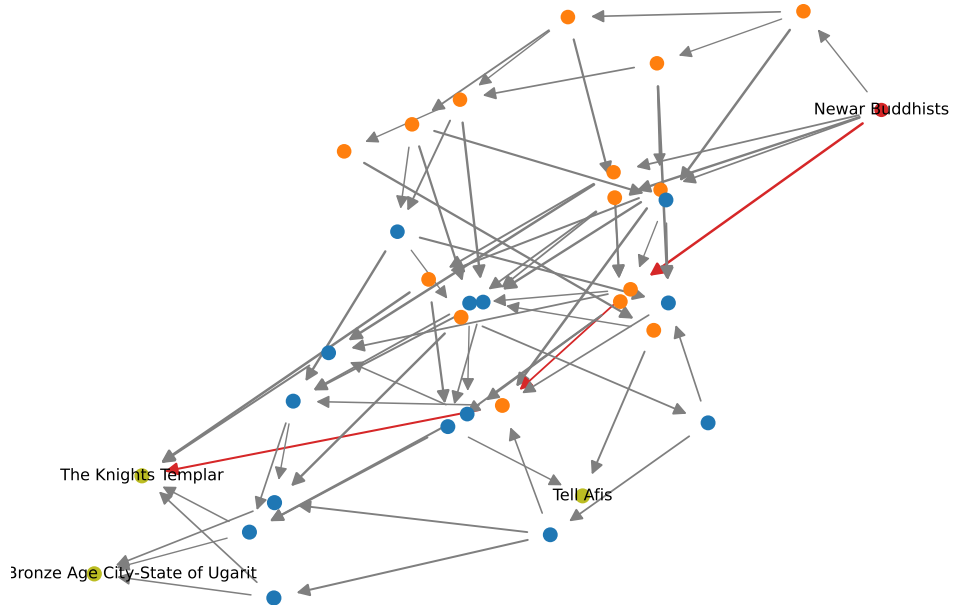 Newar Buddhists
The Knights Templar
Tell Afis
Bronze Age City-State of Ugarit